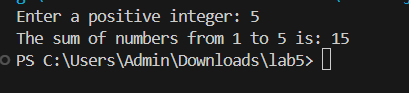 Enter a positive integer: 5
The sum of numbers from 1 to 5 is: 15
PS C:\Users\Admin\Downloads\lab5>